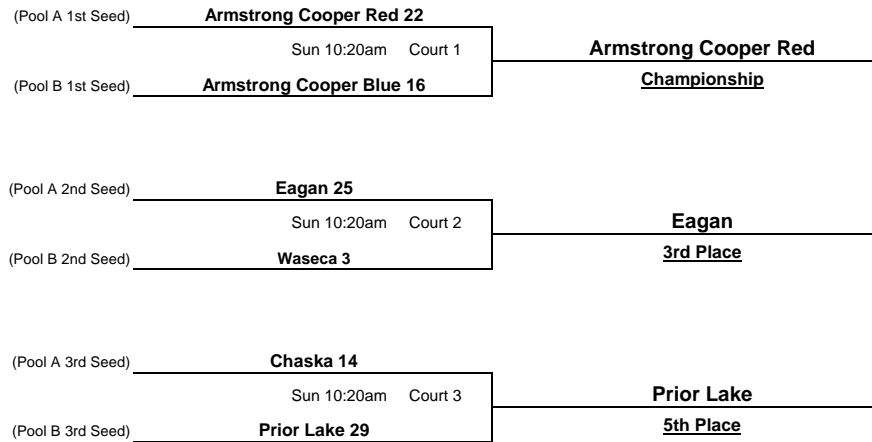 (Pool A 1st Seed) Armstrong Cooper Red 22
Sun 10:20am Court 1 Armstrong Cooper Red
(Pool B 1st Seed) Armstrong Cooper Blue 16 Championship
(Pool A 2nd Seed) Eagan 25
Sun 10:20am Court 2 Eagan
(Pool B 2nd Seed) Waseca 3 3rd Place
(Pool A 3rd Seed) Chaska 14
Sun 10:20am Court 3 Prior Lake
(Pool B 3rd Seed) Prior Lake 29 5th Place